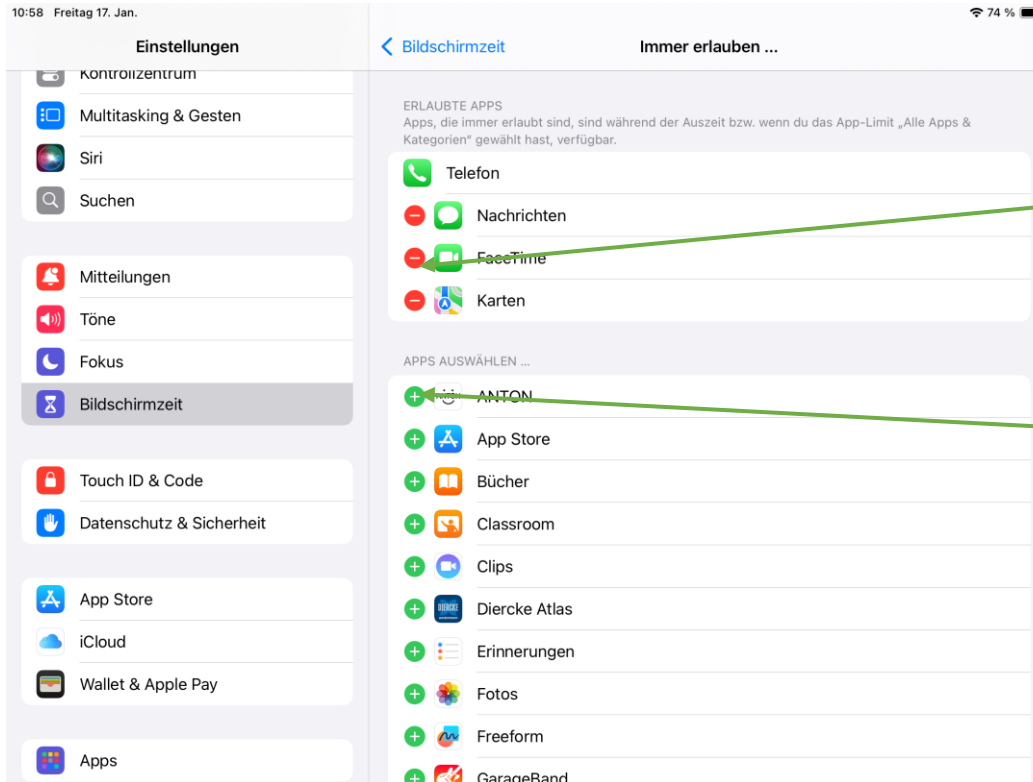 10:58 Freitag 17. Jan.
74 %
Einstellungen
Kontrollzentrum
Multitasking & Gesten
Siri
Suchen
Mitteilungen
Töne
Fokus
Bildschirmzeit
Touch ID & Code
Datenschutz & Sicherheit
App Store
iCloud
Wallet & Apple Pay
Apps
Bildschirmzeit
Immer erlauben ...
ERLAUBTE APPS
Apps, die immer erlaubt sind, sind während der Auszeit bzw. wenn du das App-Limit „Alle Apps &
Kategorien“ gewählt hast, verfügbar.
Telefon
Nachrichten
FaceTime
Karten
APPS AUSWÄHLEN ...
ANTON
App Store
Bücher
Classroom
Clips
DIERCKE
Diercke Atlas
Erinnerungen
Fotos
Freeform
GarageBand